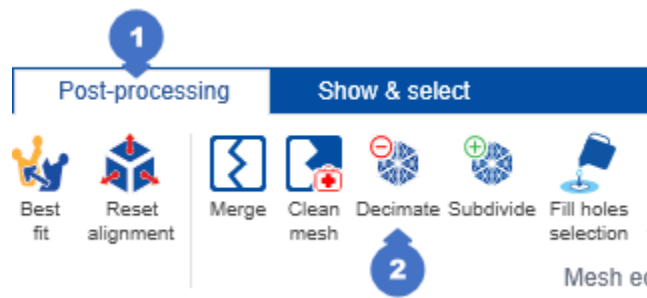 1
Post-processing
Show & select
Best fit
Reset alignment
Merge
Clean mesh
Decimate
Subdivide
Fill holes selection
2
Mesh